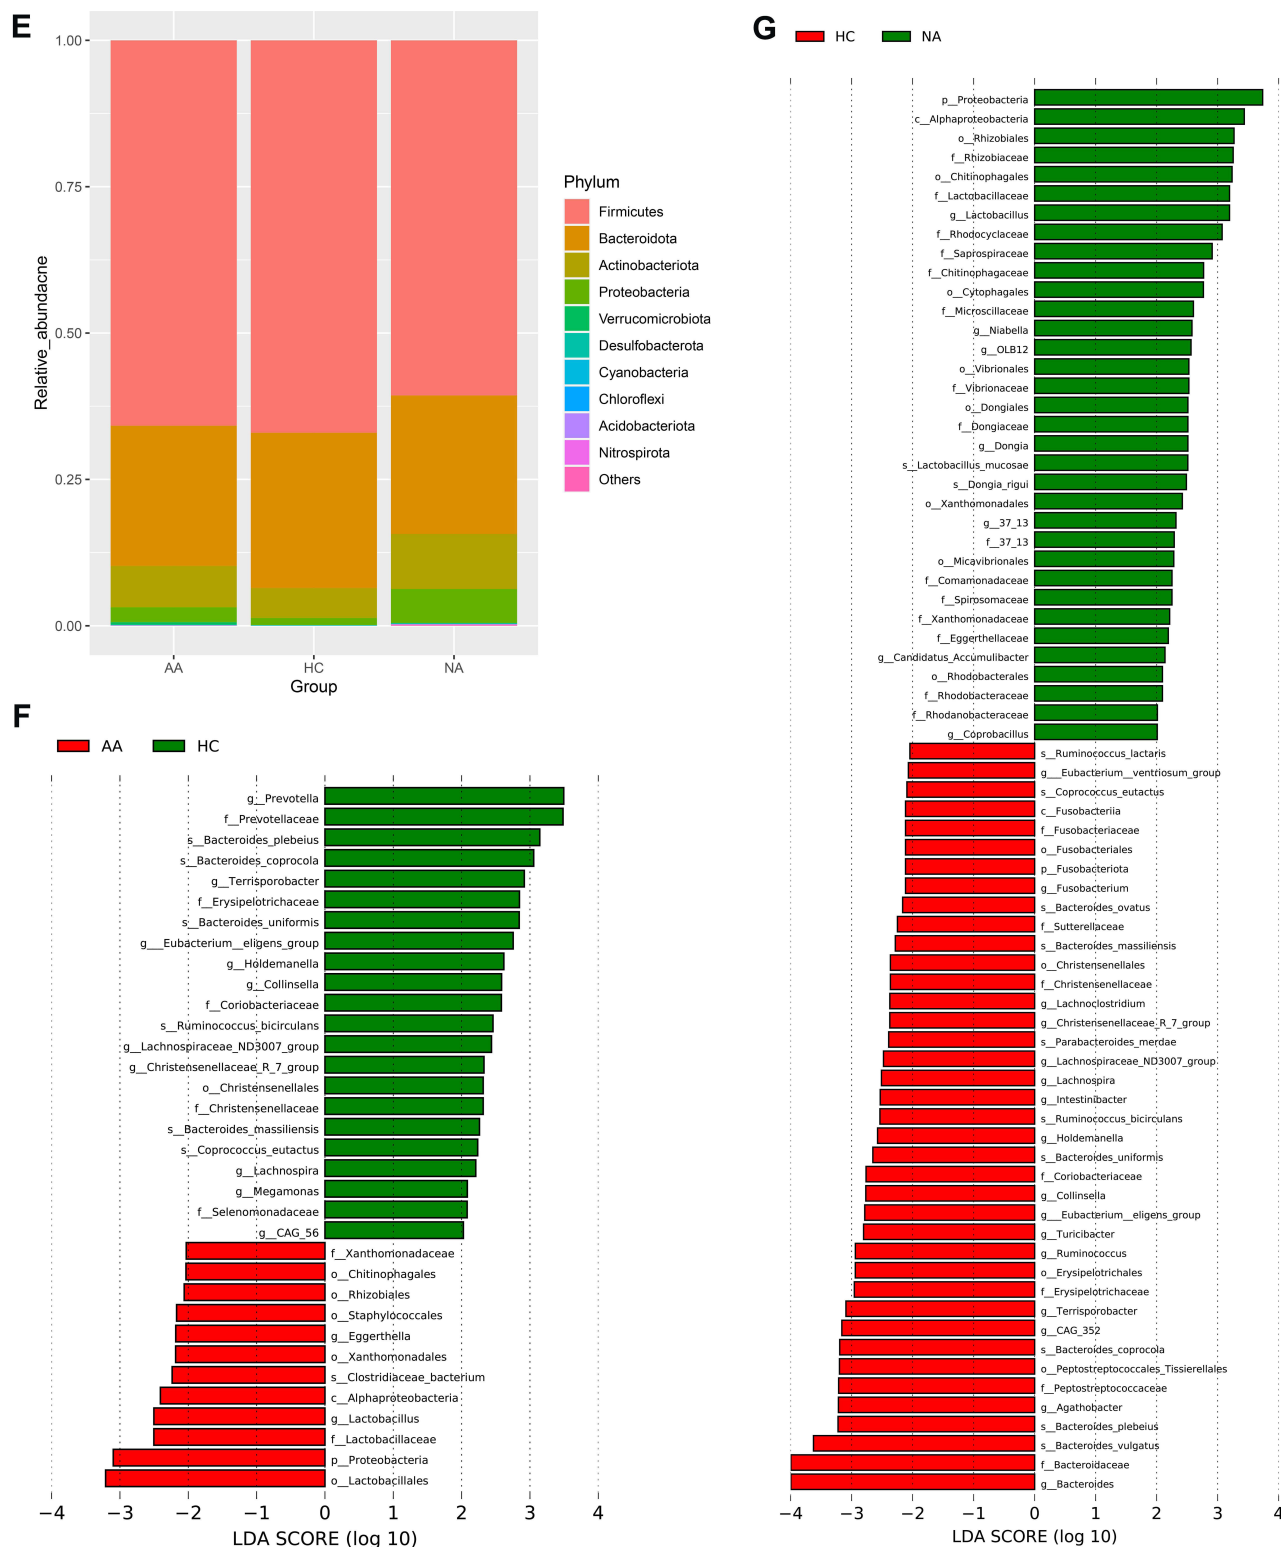 E
1.00
0.75
0.50
0.25
0.00
Relative_abundacne
AA HC NA
Group
Phylum
Firmicutes
Bacteroidota
Actinobacteriota
Proteobacteria
Verrucomicrobiota
Desulfobacterota
Cyanobacteria
Chloroflexi
Acidobacteriota
Nitrospirota
Others
F
AA HC
g__Prevotella
f__Prevotellaceae
s__Bacteroides_plebeius
s__Bacteroides_coprocola
g__Terrisporobacter
f__Erysipelotrichaceae
s__Bacteroides_uniformis
g___Eubacterium__eligens_group
g__Holdemanella
g__Collinsella
f__Coriobacteriaceae
s__Ruminococcus_bicirculans
g__Lachnospiraceae_ND3007_group
g__Christensenellaceae_R_7_group
o__Christensenellales
f__Christensenellaceae
s__Bacteroides_massiliensis
s__Coprococcus_eutactus
g__Lachnospira
g__Megamonas
f__Selenomonadaceae
g__CAG_56
f__Xanthomonadaceae
o__Chitinophagales
o__Rhizobiales
o__Staphylococcales
g__Eggerthella
o__Xanthomonadales
s__Clostridiaceae_bacterium
c__Alphaproteobacteria
g__Lactobacillus
f__Lactobacillaceae
p__Proteobacteria
o__Lactobacillales
−4 −3 −2 −1 0 1 2 3 4
LDA SCORE (log 10)
G
HC NA
p__Proteobacteria
c__Alphaproteobacteria
o__Rhizobiales
f__Rhizobiaceae
o__Chitinophagales
f__Lactobacillaceae
g__Lactobacillus
f__Rhodocyclaceae
f__Saprospiraceae
f__Chitinophagaceae
o__Cytophagales
f__Microscillaceae
g__Niabella
g__OLB12
o__Vibrionales
f__Vibrionaceae
o__Dongiales
f__Dongiaceae
g__Dongia
s__Lactobacillus_mucosae
s__Dongia_rigui
o__Xanthomonadales
g__37_13
f__37_13
o__Micavibrionales
f__Comamonadaceae
f__Spirosomaceae
f__Xanthomonadaceae
f__Eggerthellaceae
g__Candidatus_Accumulibacter
o__Rhodobacterales
f__Rhodobacteraceae
f__Rhodanobacteraceae
g__Coprobacillus
s__Ruminococcus_lactaris
g___Eubacterium__ventriosum_group
s__Coprococcus_eutactus
c__Fusobacteriia
f__Fusobacteriaceae
o__Fusobacteriales
p__Fusobacteriota
g__Fusobacterium
s__Bacteroides_ovatus
f__Sutterellaceae
s__Bacteroides_massiliensis
o__Christensenellales
f__Christensenellaceae
g__Lachnoclostridium
g__Christensenellaceae_R_7_group
s__Parabacteroides_merdae
g__Lachnospiraceae_ND3007_group
g__Lachnospira
g__Intestinibacter
s__Ruminococcus_bicirculans
g__Holdemanella
s__Bacteroides_uniformis
f__Coriobacteriaceae
g__Collinsella
g___Eubacterium__eligens_group
g__Turicibacter
g__Ruminococcus
o__Erysipelotrichales
f__Erysipelotrichaceae
g__Terrisporobacter
g__CAG_352
s__Bacteroides_coprocola
o__Peptostreptococcales_Tissierellales
f__Peptostreptococcaceae
g__Agathobacter
s__Bacteroides_plebeius
s__Bacteroides_vulgatus
f__Bacteroidaceae
g__Bacteroides
−4 −3 −2 −1 0 1 2 3 4
LDA SCORE (log 10)